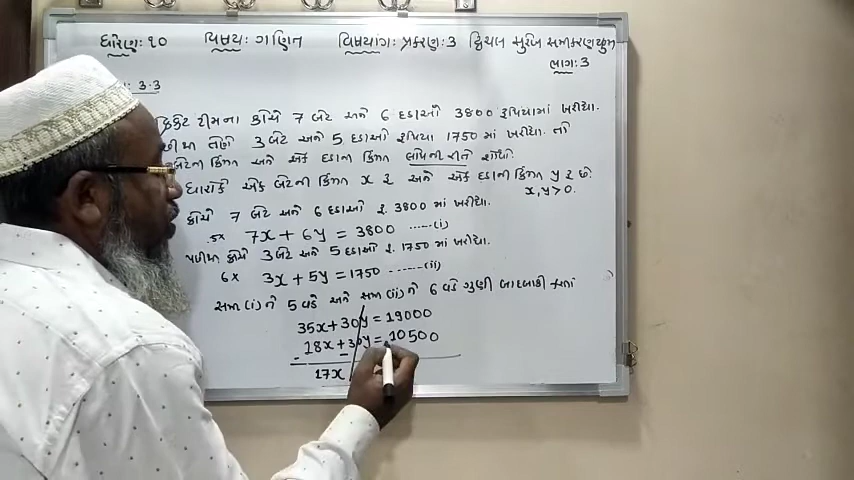 ધોરણ: ૧૦ વિષય: ગણિત વિષયાંગ: પ્રકરણ: 3 દ્વિચલ સુરેખ સમીકરણયુગ્મ
ભાગ: 3
: 3.3
ક્રિકેટ ટીમના કોચે 7 બેટ અને 6 દડાઓ 3800 રૂપિયામાં ખરીદ્યા.
તેણે 3 બેટ અને 5 દડાઓ રૂપિયા 1750 માં ખરીદ્યા. તો
બેટની કિંમત અને એક દડાની કિંમત લોપની રીતે શોધો.
ધારોકે એક બેટની કિંમત x રૂ અને એક દડાની કિંમત y રૂ છે.
x, y > 0.
કોચે 7 બેટ અને 6 દડાઓ રૂ. 3800 માં ખરીદ્યા.
5x 7x + 6y = 3800 ......(i)
વળી કોચે 3 બેટ અને 5 દડાઓ રૂ. 1750 માં ખરીદ્યા.
6x 3x + 5y = 1750 ......(ii)
સમી (i) ને 5 વડે અને સમી (ii) ને 6 વડે ગુણી બાદબાકી કરતાં
35x + 30y = 19000
18x + 30y = 10500
- -
17x